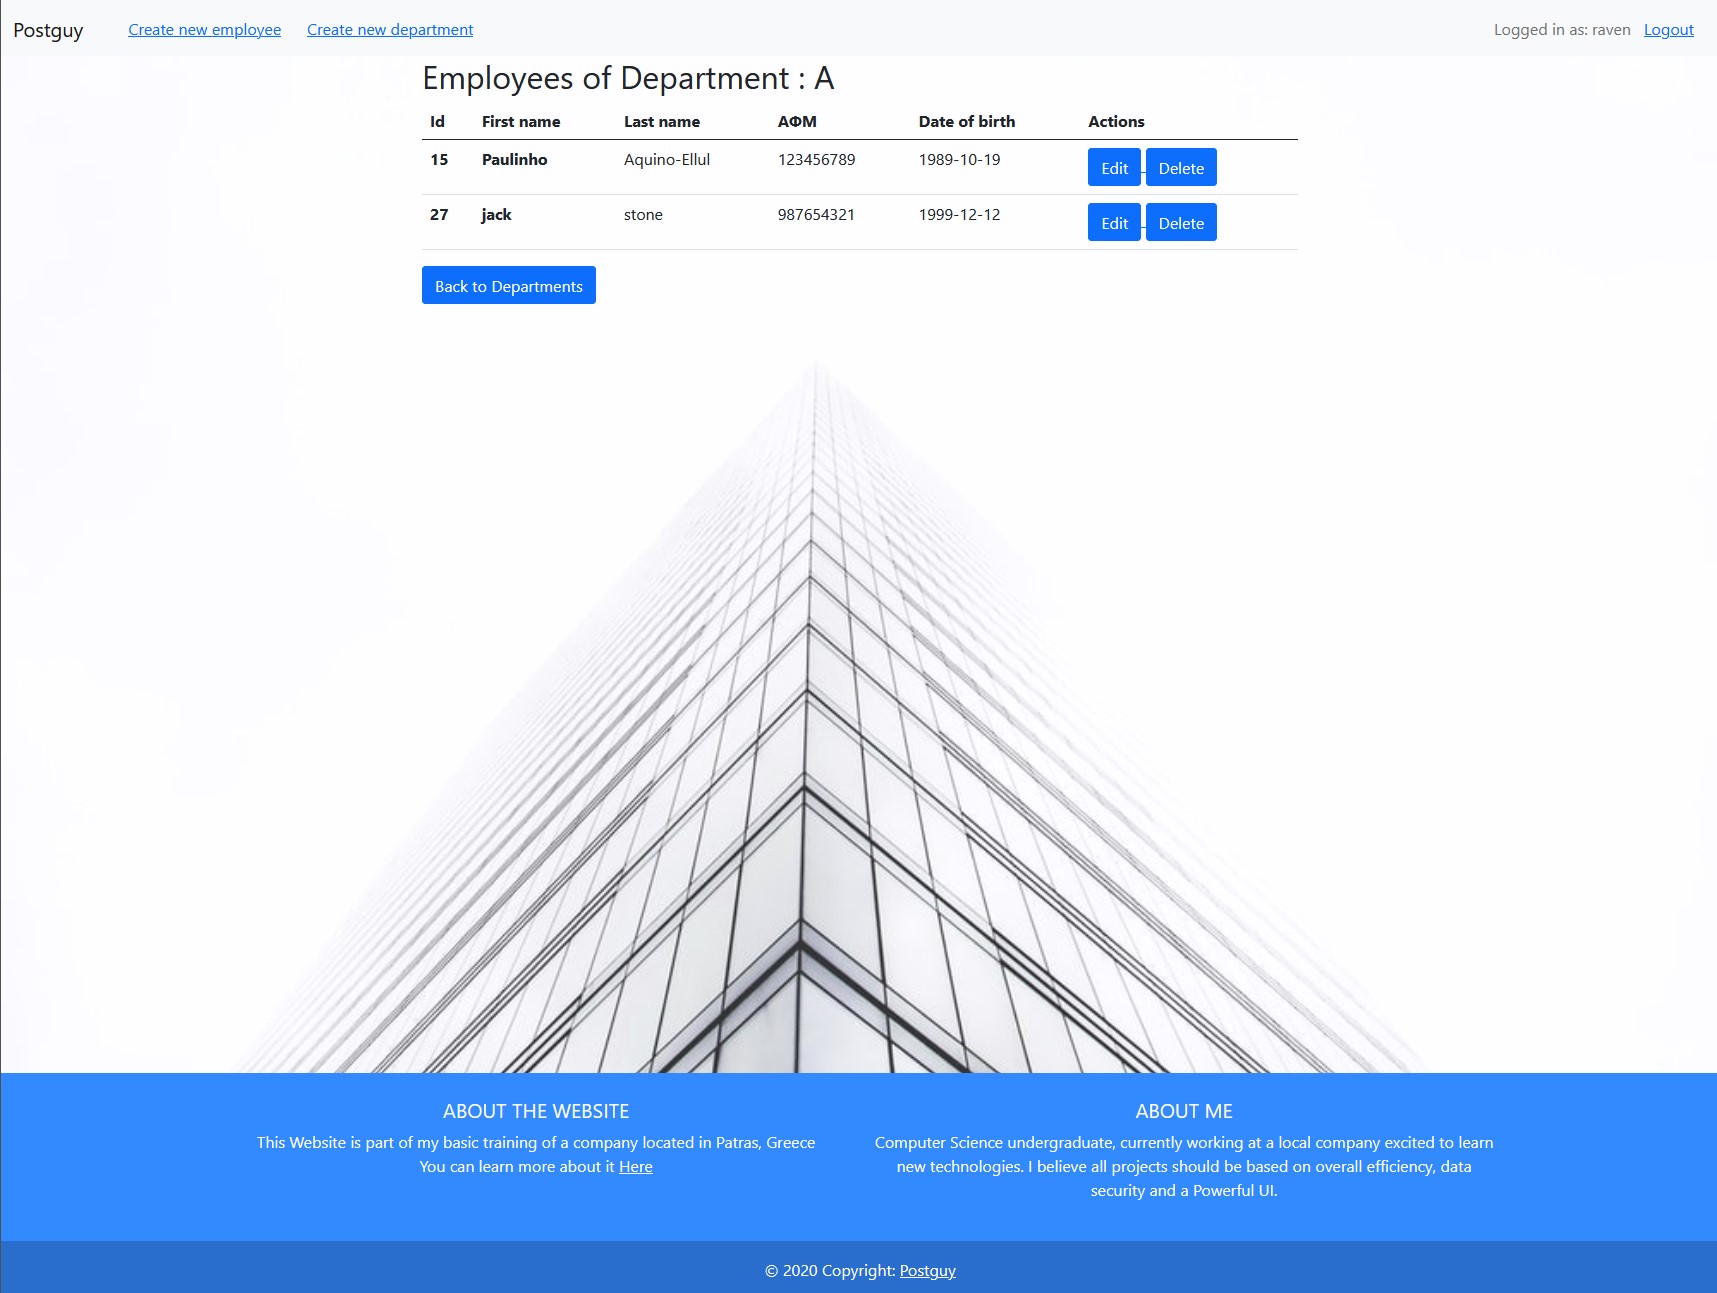 Postguy Create new employee Create new department Logged in as: raven Logout
Employees of Department : A
Id First name Last name ΑΦΜ Date of birth Actions
15 Paulinho Aquino-Ellul 123456789 1989-10-19 Edit Delete
27 jack stone 987654321 1999-12-12 Edit Delete
Back to Departments
ABOUT THE WEBSITE
This Website is part of my basic training of a company located in Patras, Greece
You can learn more about it Here
ABOUT ME
Computer Science undergraduate, currently working at a local company excited to learn
new technologies. I believe all projects should be based on overall efficiency, data
security and a Powerful UI.
© 2020 Copyright: Postguy